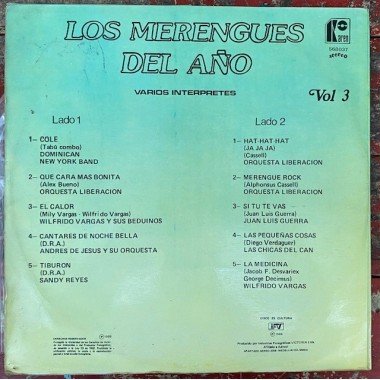 LOS MERENGUES
DEL AÑO
VARIOS INTERPRETES
Vol 3
Karen
stereo
Lado 1
1— COLE
(Tabú combo)
DOMINICAN
NEW YORK BAND
2— QUE CARA MAS BONITA
(Alex Bueno)
ORQUESTA LIBERACION
3— EL CALOR
(Mily Vargas - Wilfrido Vargas)
WILFRIDO VARGAS Y SUS BEDUINOS
4— CANTARES DE NOCHE BELLA
(D.R.A.)
ANDRES DE JESUS Y SU ORQUESTA
5— TIBURON
(D.R.A.)
SANDY REYES
Lado 2
1— HAT-HAT-HAT
(JA JA JA)
(Cassell)
ORQUESTA LIBERACION
2— MERENGUE ROCK
(Alphonsus Cassell)
ORQUESTA LIBERACION
3— SI TU TE VAS
(Juan Luis Guerra)
JUAN LUIS GUERRA
4— LAS PEQUEÑAS COSAS
(Diego Verdaguer)
LAS CHICAS DEL CAN
5— LA MEDICINA
(Jacob F. Desvariex
George Decimus)
WILFRIDO VARGAS
DISCO ES CULTURA